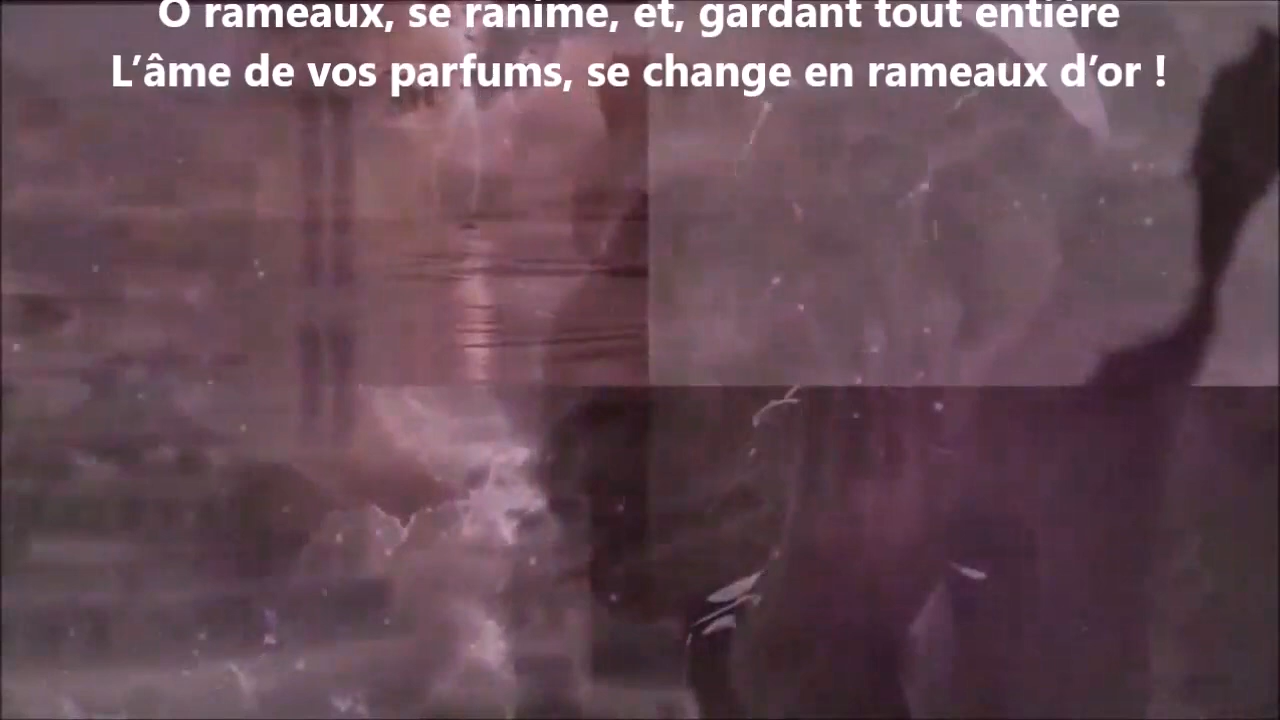 Ô rameaux, se ranime, et, gardant tout entière
L’âme de vos parfums, se change en rameaux d’or !